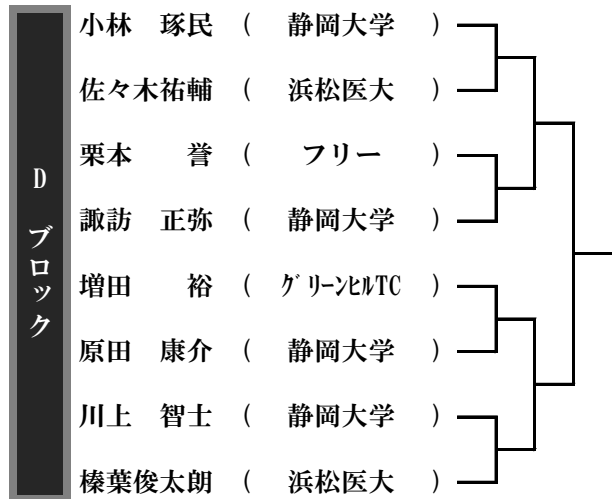 D ブロック
小林　琢民 （ 静岡大学 ）
佐々木祐輔 （ 浜松医大 ）
栗本　誉 （ フリー ）
諏訪　正弥 （ 静岡大学 ）
増田　裕 （ ｸﾞﾘｰﾝﾋﾙTC ）
原田　康介 （ 静岡大学 ）
川上　智士 （ 静岡大学 ）
榛葉俊太朗 （ 浜松医大 ）